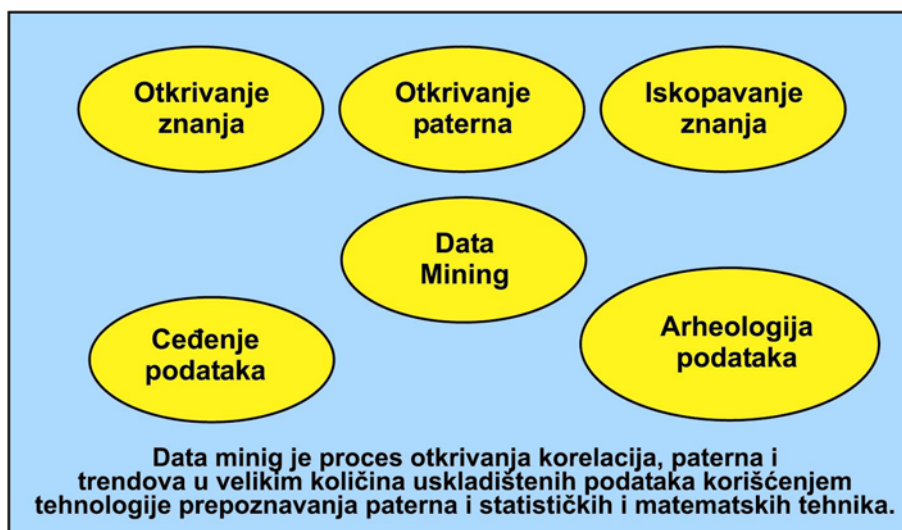 Otkrivanje
znanja
Otkrivanje
paterna
Iskopavanje
znanja
Data
Mining
Ceđenje
podataka
Arheologija
podataka
Data minig je proces otkrivanja korelacija, paterna i
trendova u velikim količina uskladištenih podataka korišćenjem
tehnologije prepoznavanja paterna i statističkih i matematskih tehnika.